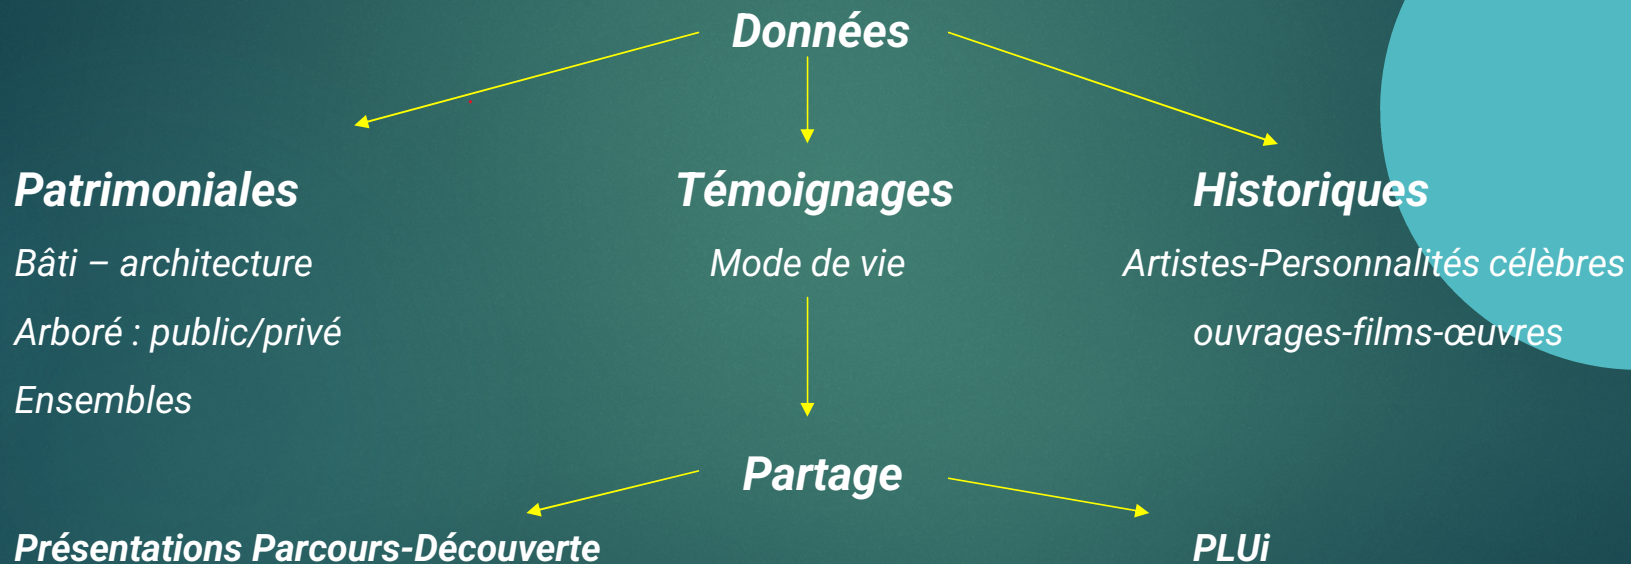 Données
Patrimoniales
Témoignages
Historiques
Bâti – architecture
Mode de vie
Artistes-Personnalités célèbres
Arboré : public/privé
ouvrages-films-œuvres
Ensembles
Partage
Présentations Parcours-Découverte
PLUi